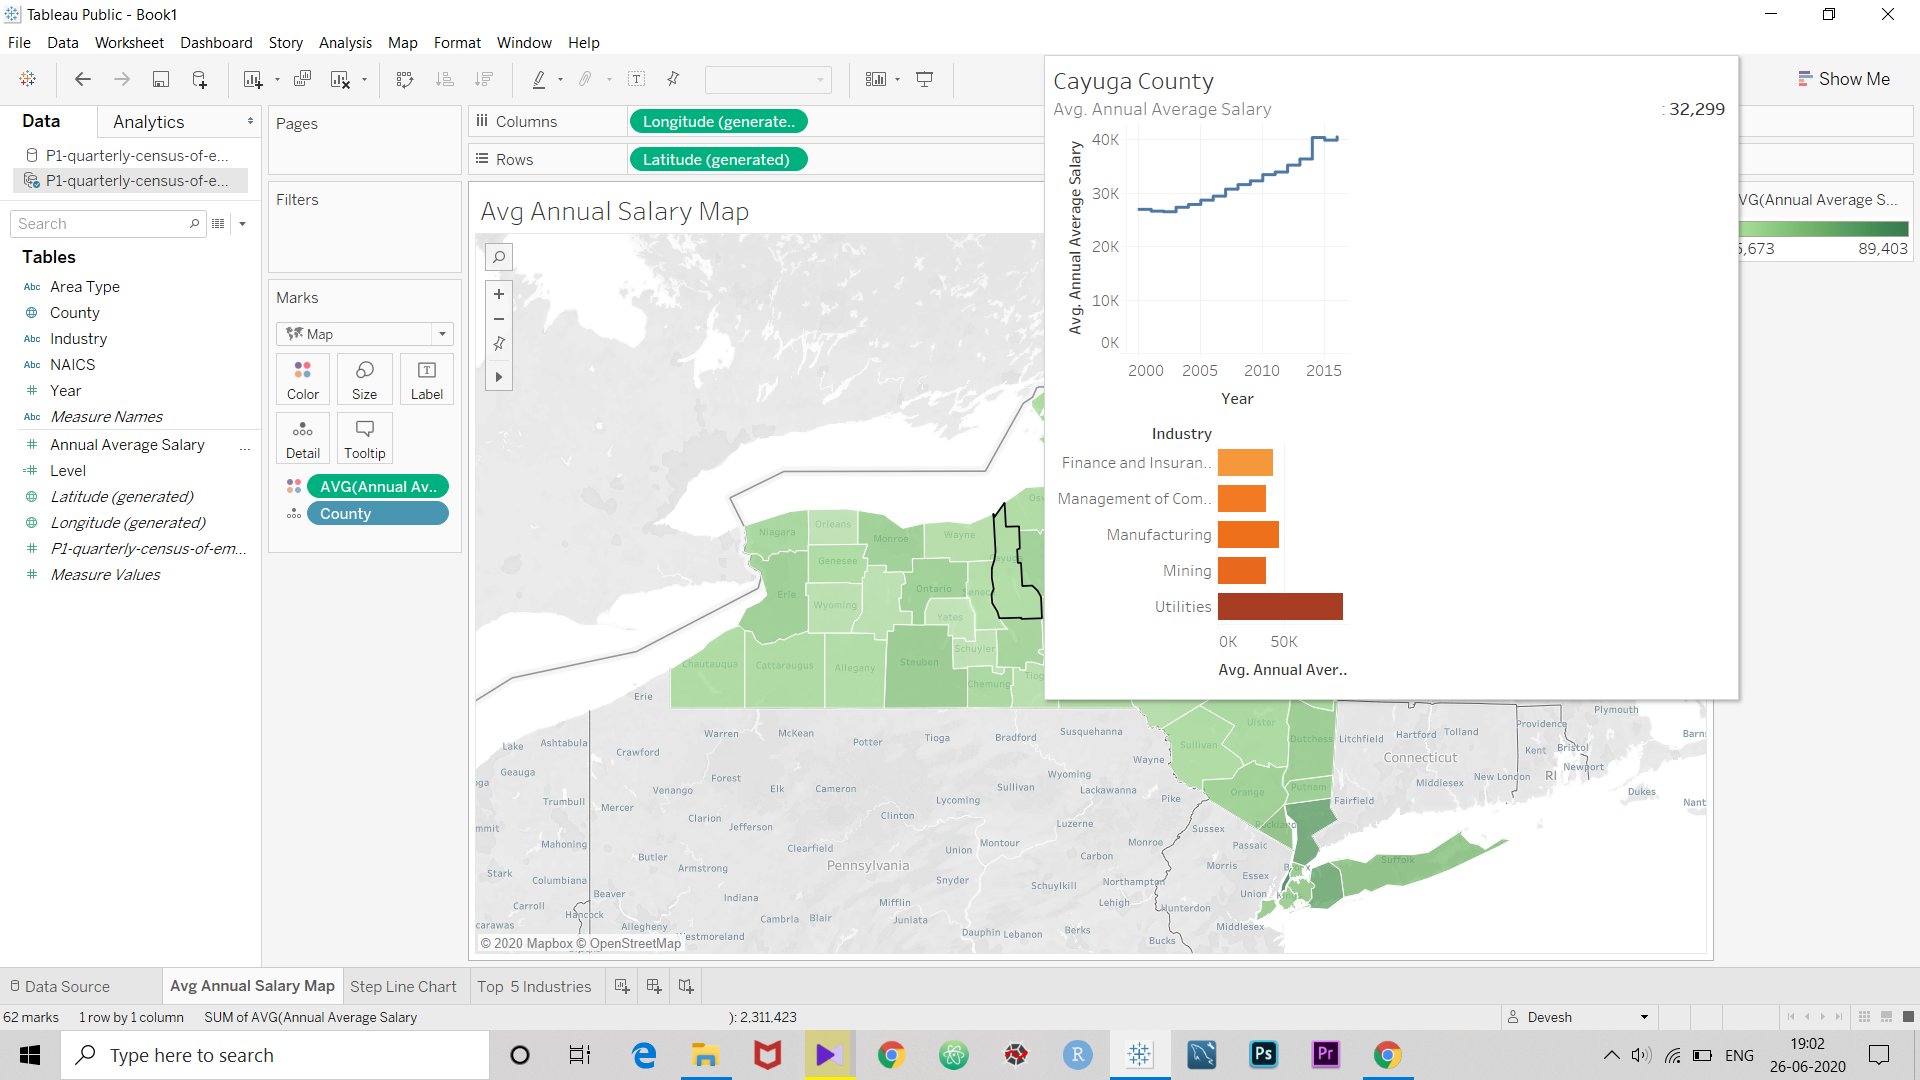 Tableau Public - Book1
File Data Worksheet Dashboard Story Analysis Map Format Window Help
Show Me
Data Analytics
P1-quarterly-census-of-e...
P1-quarterly-census-of-e...
Search
Tables
Abc Area Type
County
Abc Industry
Abc NAICS
Year
Abc Measure Names
Annual Average Salary ...
Level
Latitude (generated)
Longitude (generated)
P1-quarterly-census-of-em...
Measure Values
Pages
Filters
Marks
Map
Color Size Label
Detail Tooltip
AVG(Annual Av..
County
Columns Longitude (generate..
Rows Latitude (generated)
Avg Annual Salary Map
Niagara Orleans Monroe Wayne
Genesee
Erie Wyoming Ontario
Yates
Schuyler
Chautauqua Cattaraugus Allegany Steuben Chemung
Erie
Warren McKean Potter Tioga Bradford Susquehanna
Lake Ashtabula Crawford Wayne
Geauga Forest Wyoming
Venango Elk Cameron Sullivan Lackawanna
Trumbull Mercer Lycoming Pike
Clarion Jefferson Clinton Luzerne Sussex
Mahoning Butler Clearfield Union Montour Monroe Passaic
Stark Armstrong Pennsylvania Carbon Morris
Columbiana Beaver Indiana Snyder Schuylkill Northampton Essex
Carroll Hancock Cambria Blair Mifflin Juniata Lehigh Hunterdon Union
Allegheny Westmoreland Dauphin Lebanon Berks Middlesex
Bucks
Sullivan Ulster Dutchess Litchfield Hartford Tolland Providence Plymouth
Kent Bristol
Connecticut
Orange Putnam Fairfield Middlesex New London RI Newport
Dukes
Suffolk
© 2020 Mapbox © OpenStreetMap
Cayuga County
Avg. Annual Average Salary : 32,299
Avg. Annual Average Salary
40K
30K
20K
10K
0K
2000 2005 2010 2015
Year
Industry
Finance and Insuran..
Management of Com..
Manufacturing
Mining
Utilities
0K 50K
Avg. Annual Aver..
VG(Annual Average S...
5,673 89,403
Data Source Avg Annual Salary Map Step Line Chart Top 5 Industries
62 marks 1 row by 1 column SUM of AVG(Annual Average Salary ): 2,311,423
Devesh
Type here to search
R Ps Pr
ENG
19:02
26-06-2020